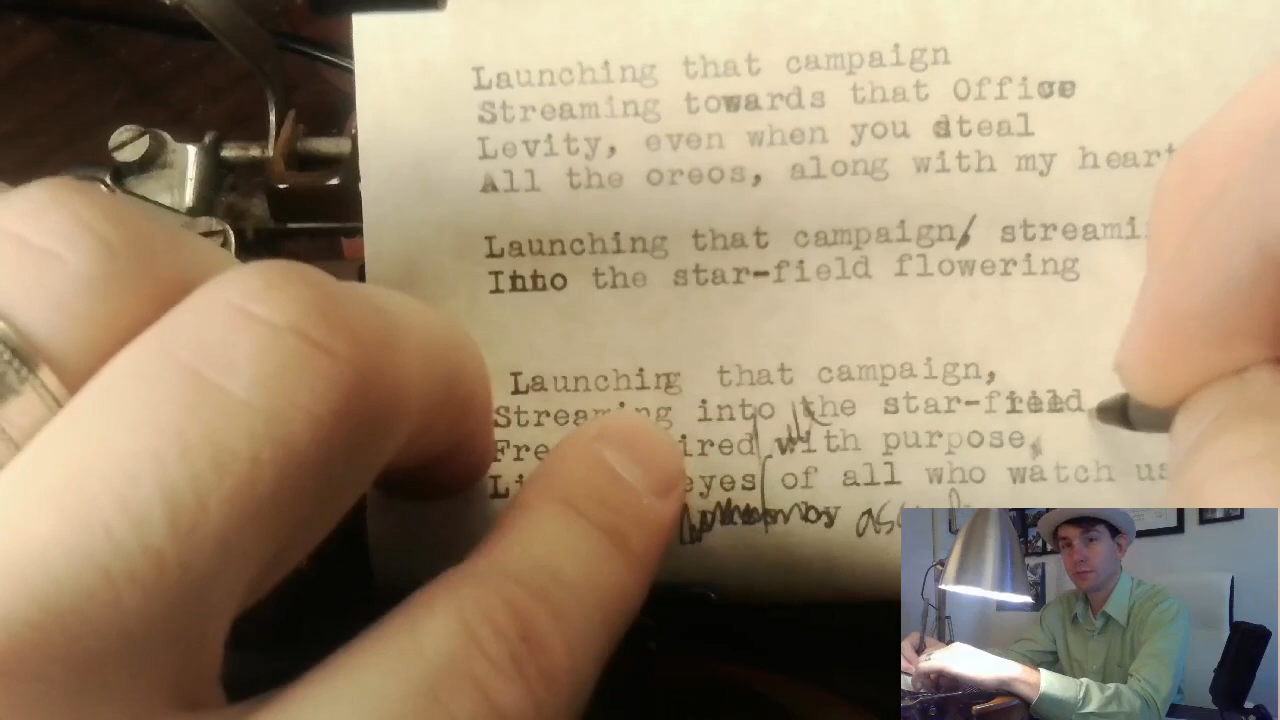 Launching that campaign
Streaming towards that Office
Levity, even when you steal
All the oreos, along with my heart
Launching that campaign, streami
Into the star-field flowering
Launching that campaign,
Streaming into the star-field
Fre ired with purpose,
Li eyes of all who watch us